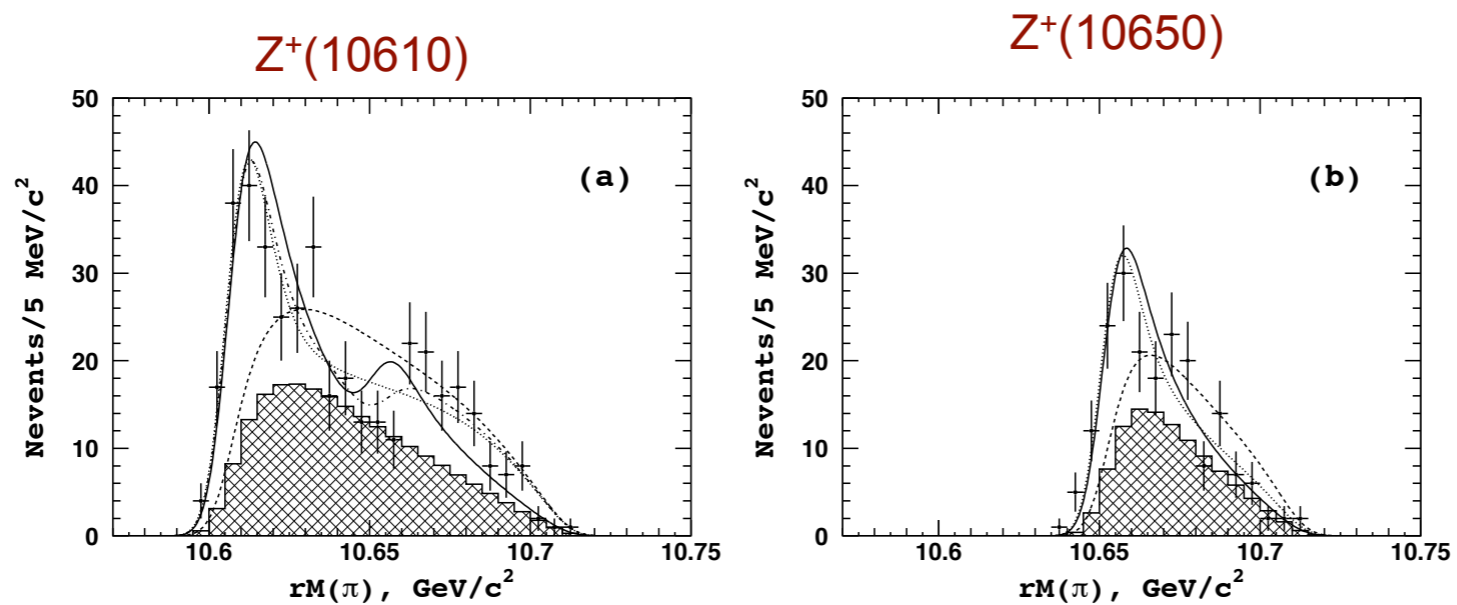 Z⁺(10610)
Z⁺(10650)
Nevents/5 MeV/c²
50
40
30
20
10
0
(a)
10.6
10.65
10.7
10.75
rM(π), GeV/c²
Nevents/5 MeV/c²
50
40
30
20
10
0
(b)
10.6
10.65
10.7
10.75
rM(π), GeV/c²